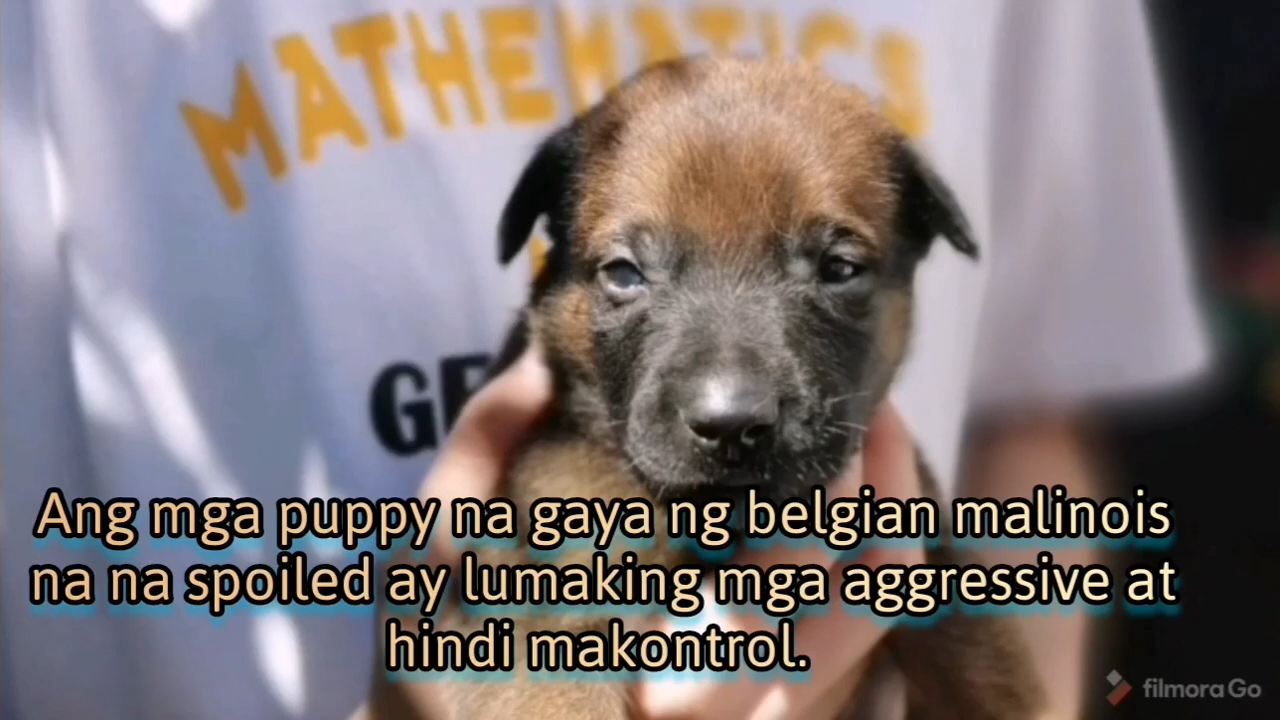 MATHEMATICS
GE
Ang mga puppy na gaya ng belgian malinois
na na spoiled ay lumaking mga aggressive at
hindi makontrol.
filmora Go